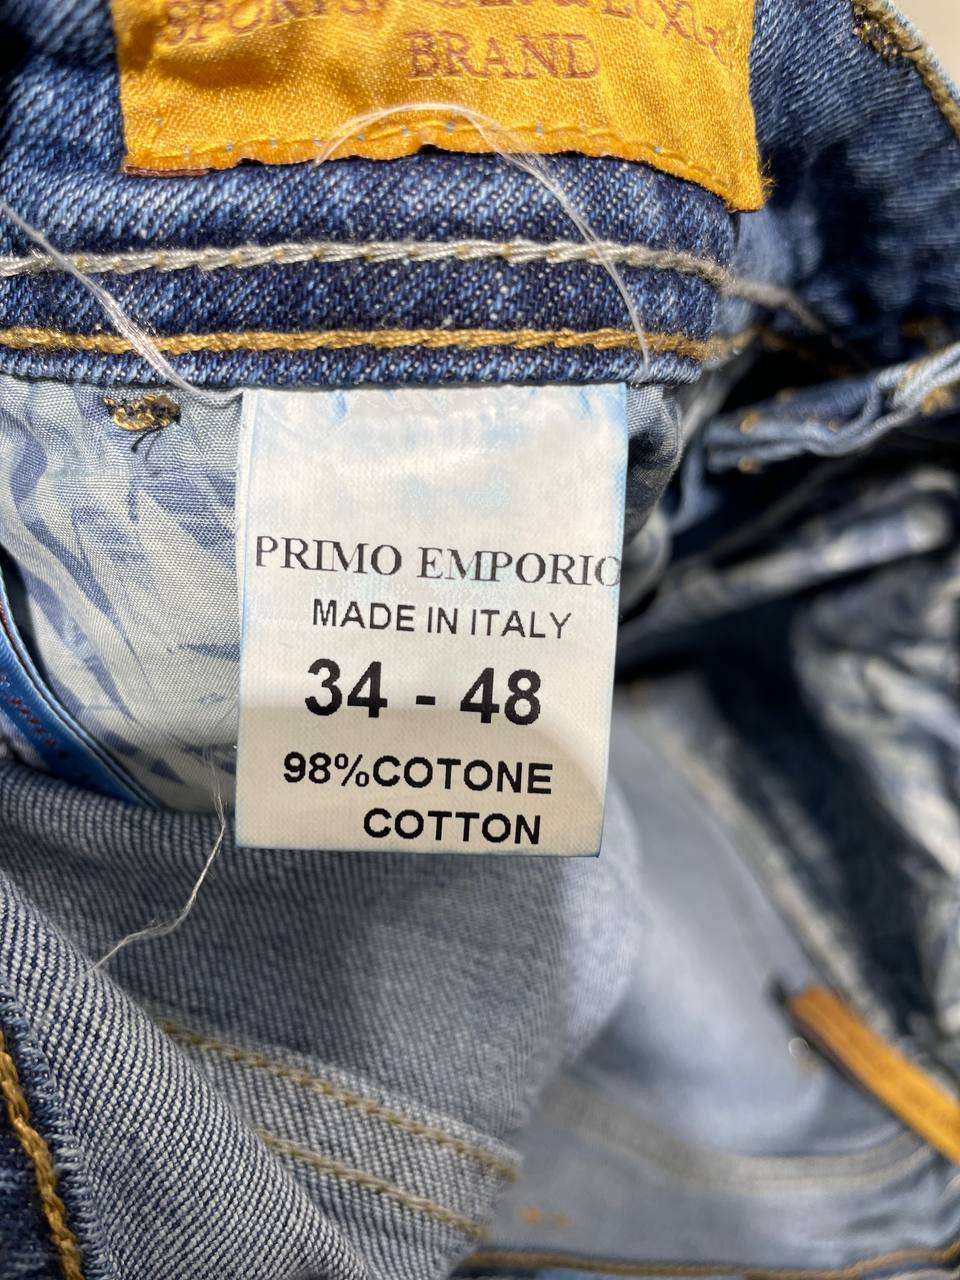 BRAND
PRIMO EMPORIO
MADE IN ITALY
34 - 48
98%COTONE
COTTON